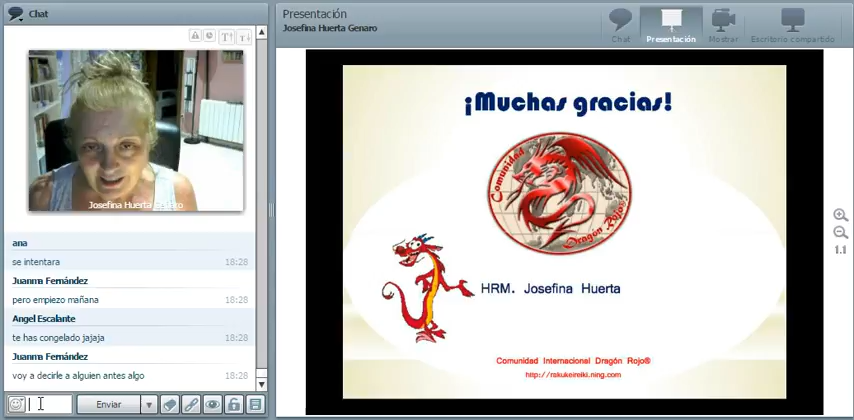 Chat
Josefina Huerta Genaro
ana
se intentara 18:28
Juanma Fernández
pero empiezo mañana 18:28
Angel Escalante
te has congelado jajaja 18:28
Juanma Fernández
voy a decirle a alguien antes algo 18:28
Enviar
Presentación
Josefina Huerta Genaro
Chat Presentación Mostrar Escritorio compartido
¡Muchas gracias!
Comunidad
Dragón Rojo®
HRM. Josefina Huerta
Comunidad Internacional Dragón Rojo®
http://rakukeireiki.ning.com
1.1